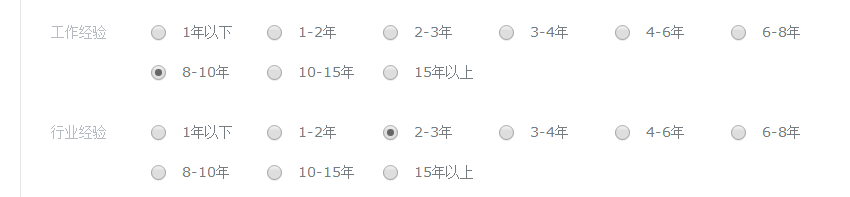 工作经验 1年以下 1-2年 2-3年 3-4年 4-6年 6-8年
8-10年 10-15年 15年以上
行业经验 1年以下 1-2年 2-3年 3-4年 4-6年 6-8年
8-10年 10-15年 15年以上